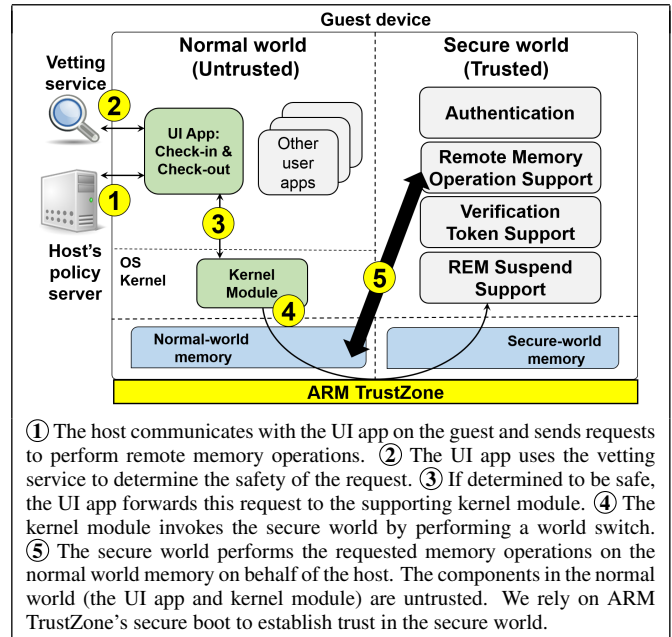 Guest device
Normal world
(Untrusted)
Secure world
(Trusted)
Vetting
service
2
UI App:
Check-in &
Check-out
Other
user
apps
Authentication
Remote Memory
Operation Support
1
3
Verification
Token Support
Host's
policy
server
OS
Kernel
Kernel
Module
4
5
REM Suspend
Support
Normal-world
memory
Secure-world
memory
ARM TrustZone
① The host communicates with the UI app on the guest and sends requests
to perform remote memory operations. ② The UI app uses the vetting
service to determine the safety of the request. ③ If determined to be safe,
the UI app forwards this request to the supporting kernel module. ④ The
kernel module invokes the secure world by performing a world switch.
⑤ The secure world performs the requested memory operations on the
normal world memory on behalf of the host. The components in the normal
world (the UI app and kernel module) are untrusted. We rely on ARM
TrustZone's secure boot to establish trust in the secure world.